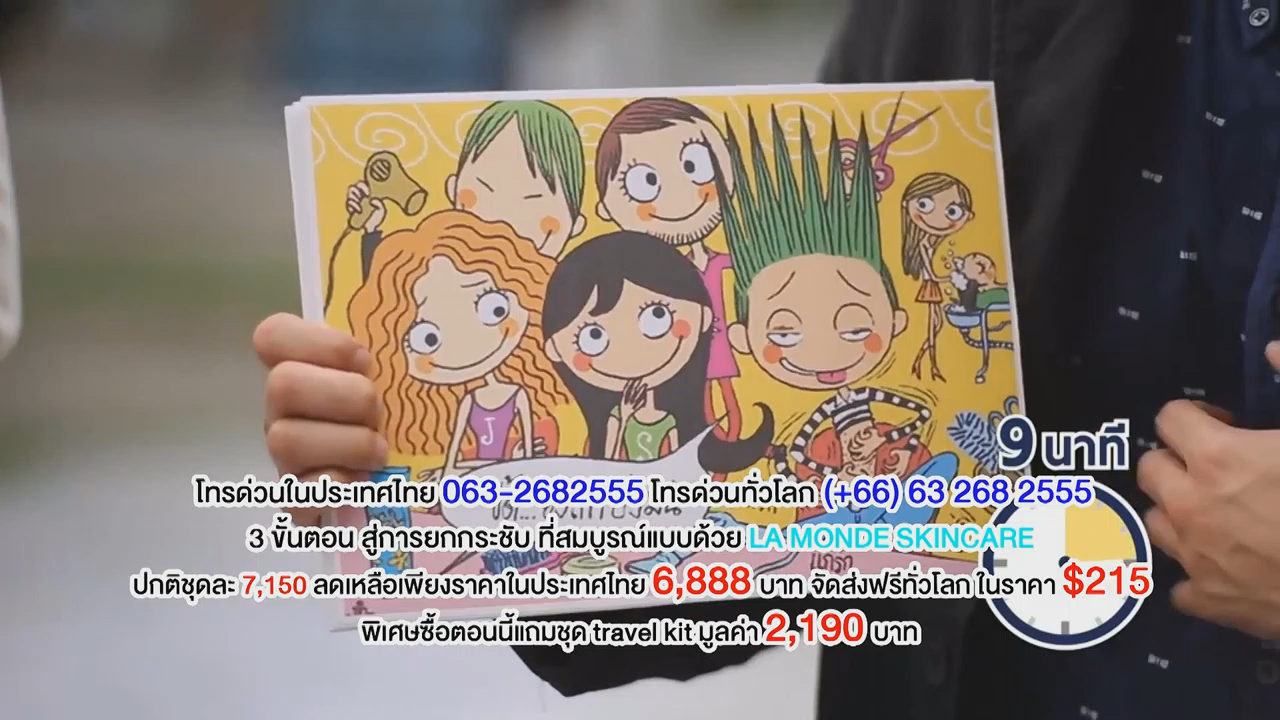 J
S
9 นาที
โทรด่วนในประเทศไทย 063-2682555 โทรด่วนทั่วโลก (+66) 63 268 2555
3 ขั้นตอน สู่การยกกระชับ ที่สมบูรณ์แบบด้วย LA MONDE SKINCARE
ปกติชุดละ 7,150 ลดเหลือเพียงราคาในประเทศไทย 6,888 บาท จัดส่งฟรีทั่วโลก ในราคา $215
พิเศษซื้อตอนนี้แถมชุด travel kit มูลค่า 2,190 บาท